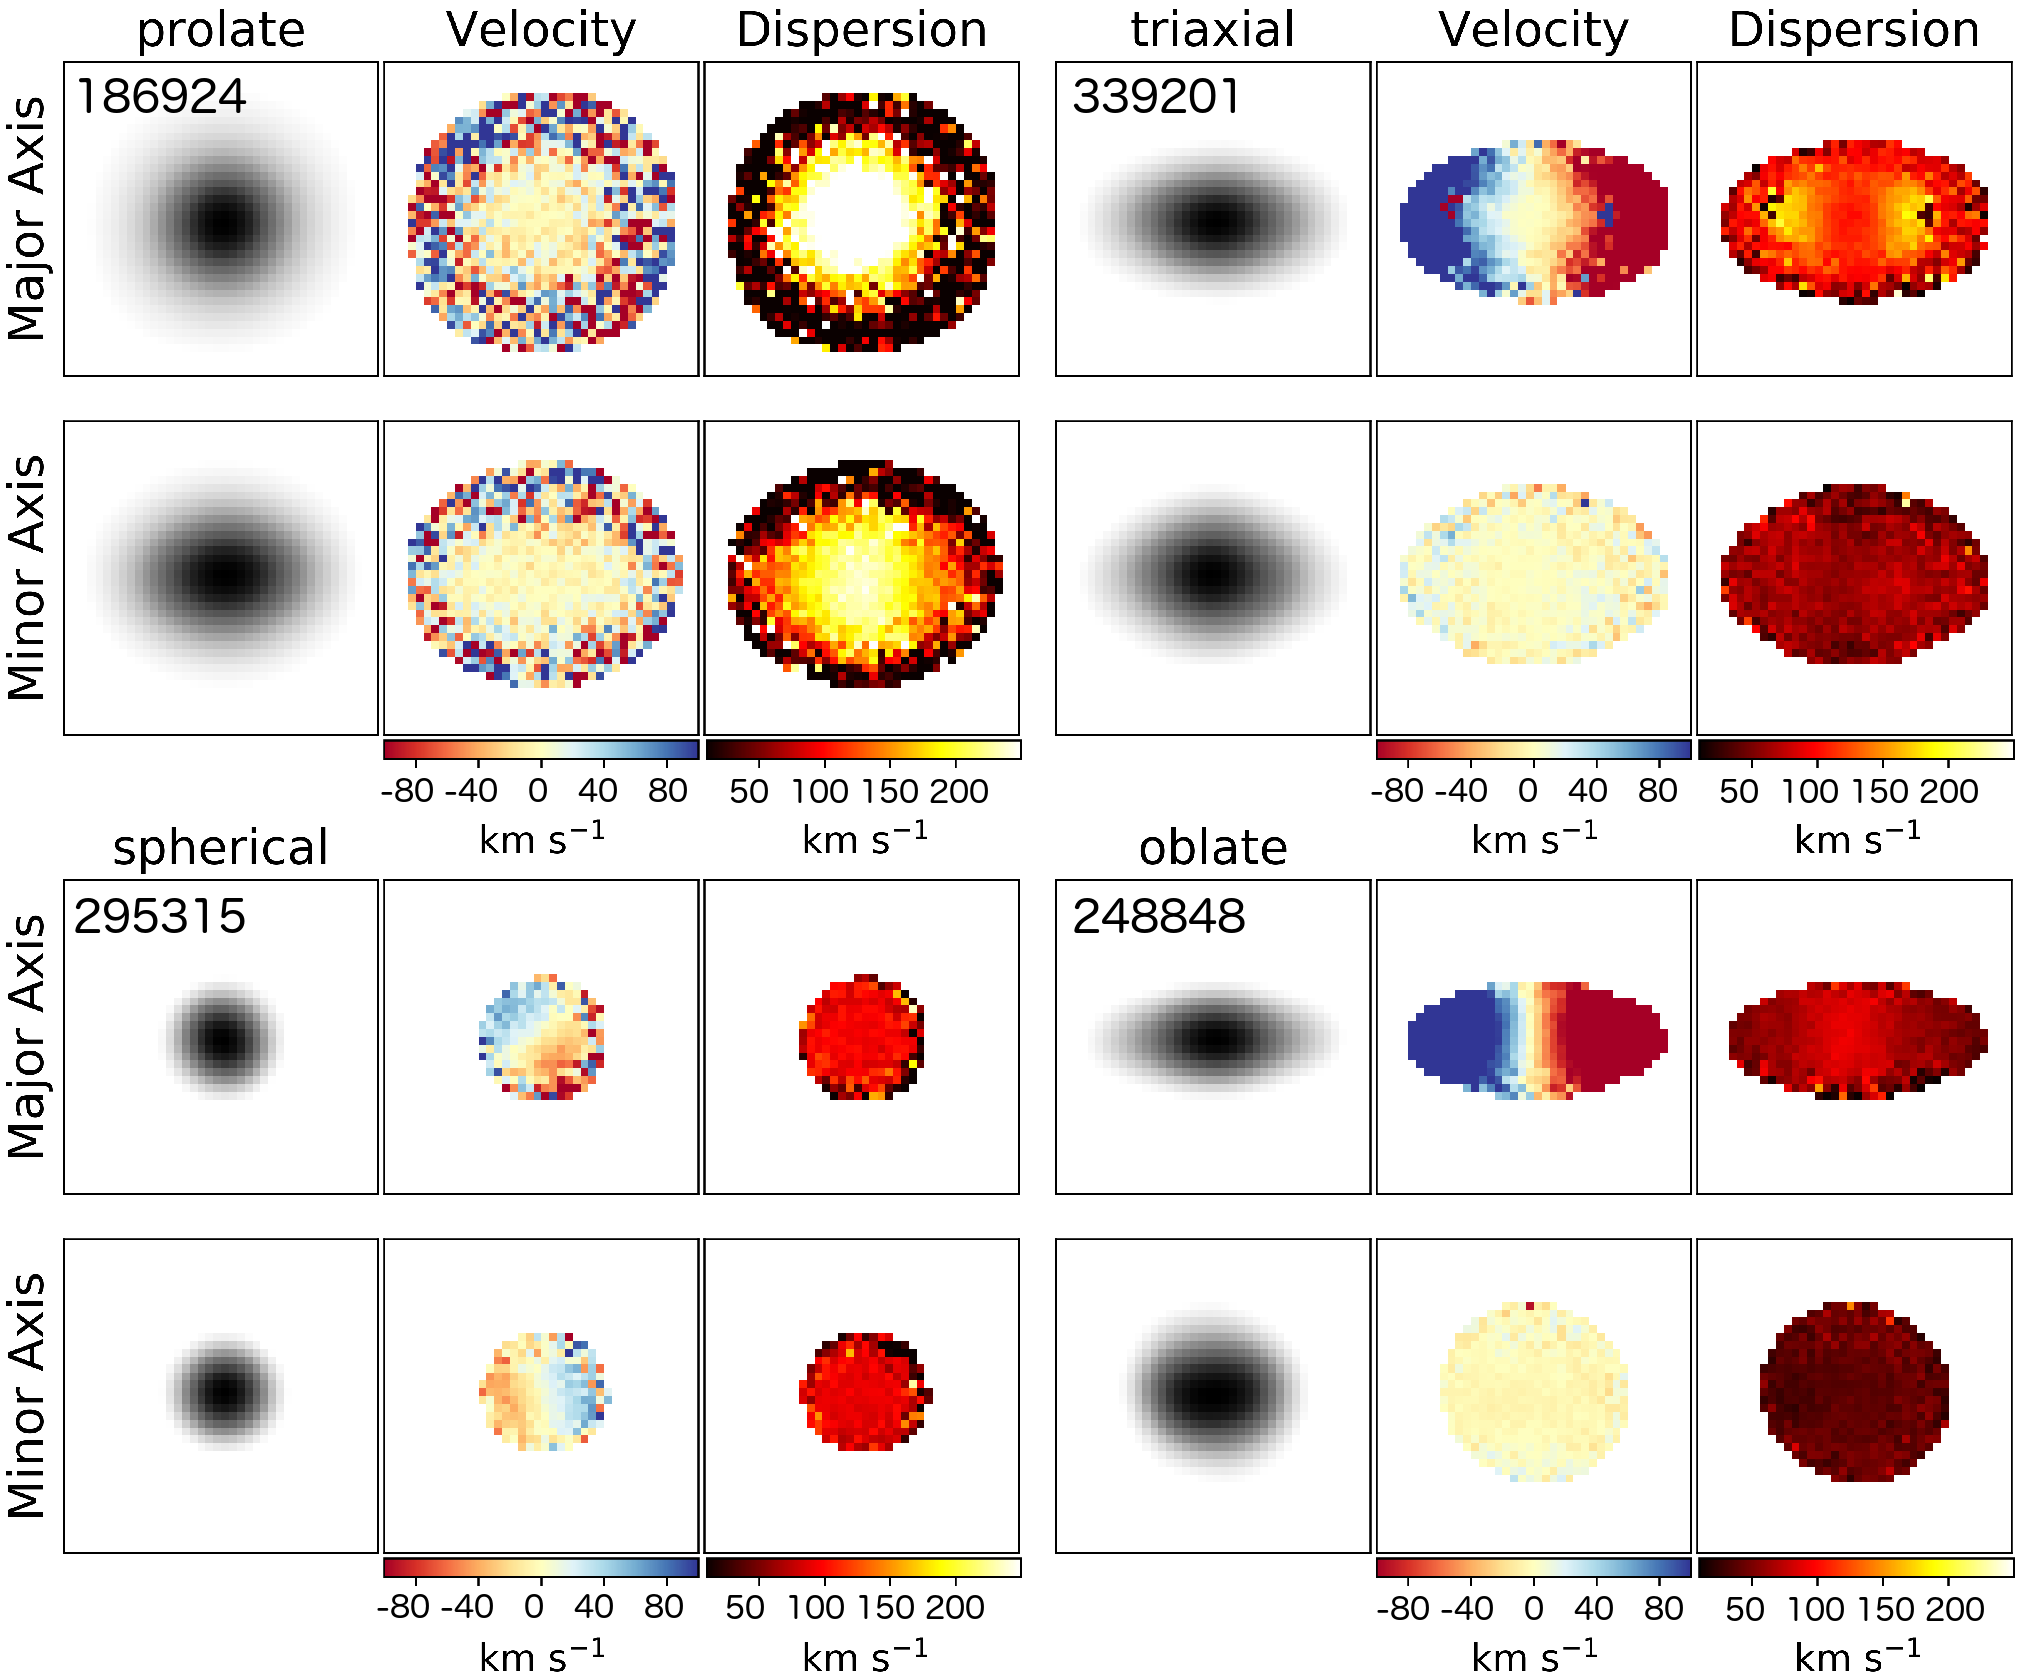 prolate Velocity Dispersion triaxial Velocity Dispersion
Major Axis
186924
339201
Minor Axis
-80 -40 0 40 80 50 100 150 200 -80 -40 0 40 80 50 100 150 200
km s⁻¹ km s⁻¹ km s⁻¹ km s⁻¹
spherical oblate
Major Axis
295315
248848
Minor Axis
-80 -40 0 40 80 50 100 150 200 -80 -40 0 40 80 50 100 150 200
km s⁻¹ km s⁻¹ km s⁻¹ km s⁻¹